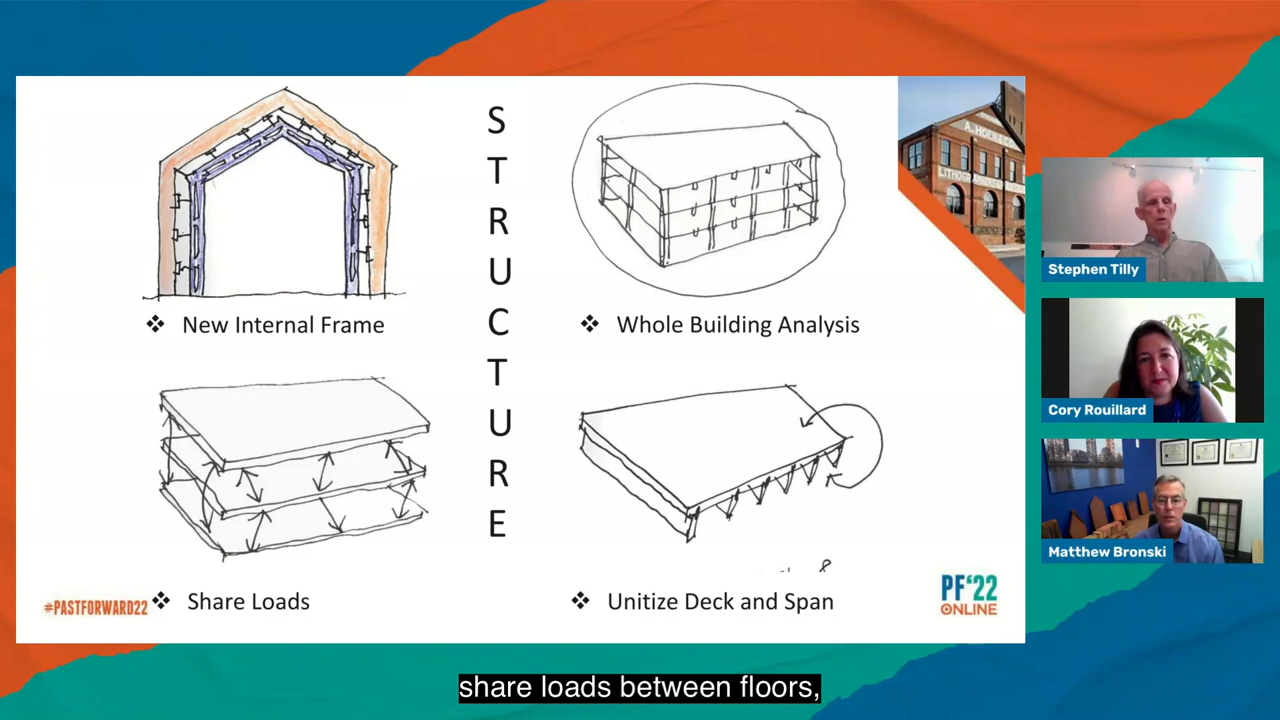 S
T
R
U
C
T
U
R
E
❖ New Internal Frame
❖ Whole Building Analysis
❖ Share Loads
❖ Unitize Deck and Span
#PASTFORWARD22
PF'22
ONLINE
A. HOEN & CO.
Stephen Tilly
Cory Rouillard
Matthew Bronski
share loads between floors,